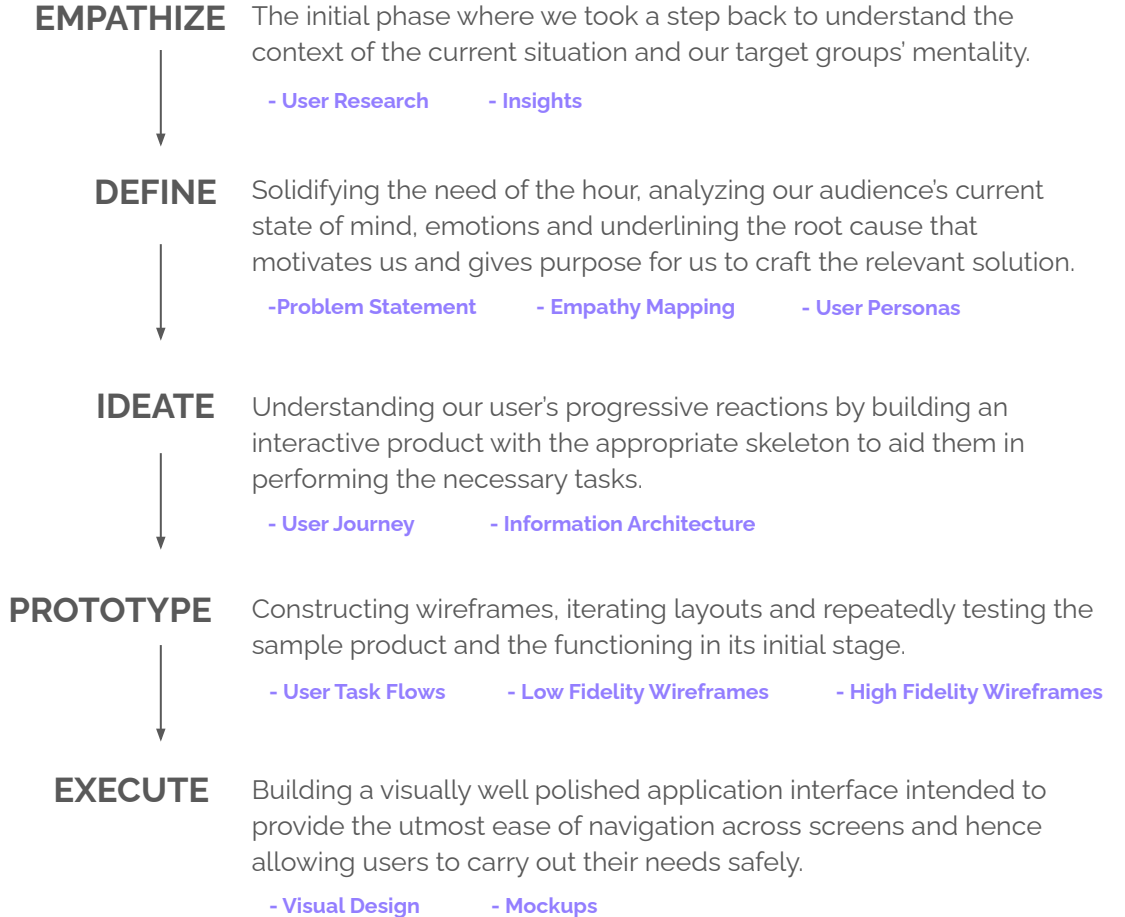 EMPATHIZE
The initial phase where we took a step back to understand the
context of the current situation and our target groups’ mentality.
- User Research - Insights
DEFINE
Solidifying the need of the hour, analyzing our audience’s current
state of mind, emotions and underlining the root cause that
motivates us and gives purpose for us to craft the relevant solution.
-Problem Statement - Empathy Mapping - User Personas
IDEATE
Understanding our user’s progressive reactions by building an
interactive product with the appropriate skeleton to aid them in
performing the necessary tasks.
- User Journey - Information Architecture
PROTOTYPE
Constructing wireframes, iterating layouts and repeatedly testing the
sample product and the functioning in its initial stage.
- User Task Flows - Low Fidelity Wireframes - High Fidelity Wireframes
EXECUTE
Building a visually well polished application interface intended to
provide the utmost ease of navigation across screens and hence
allowing users to carry out their needs safely.
- Visual Design - Mockups